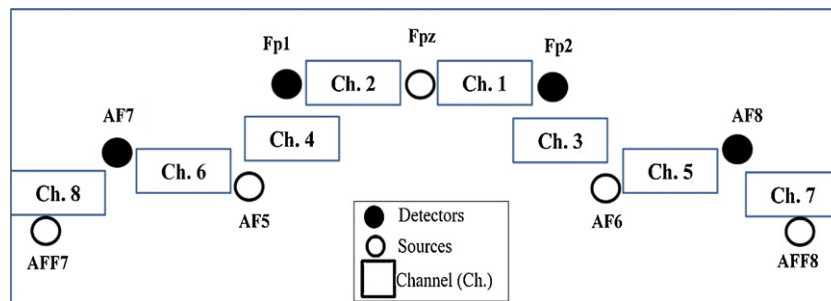 Fpz
Fp1
Fp2
Ch. 2
Ch. 1
AF7
AF8
Ch. 4
Ch. 3
Ch. 6
Ch. 5
Ch. 8
Ch. 7
AF5
AF6
AFF7
AFF8
Detectors
Sources
Channel (Ch.)